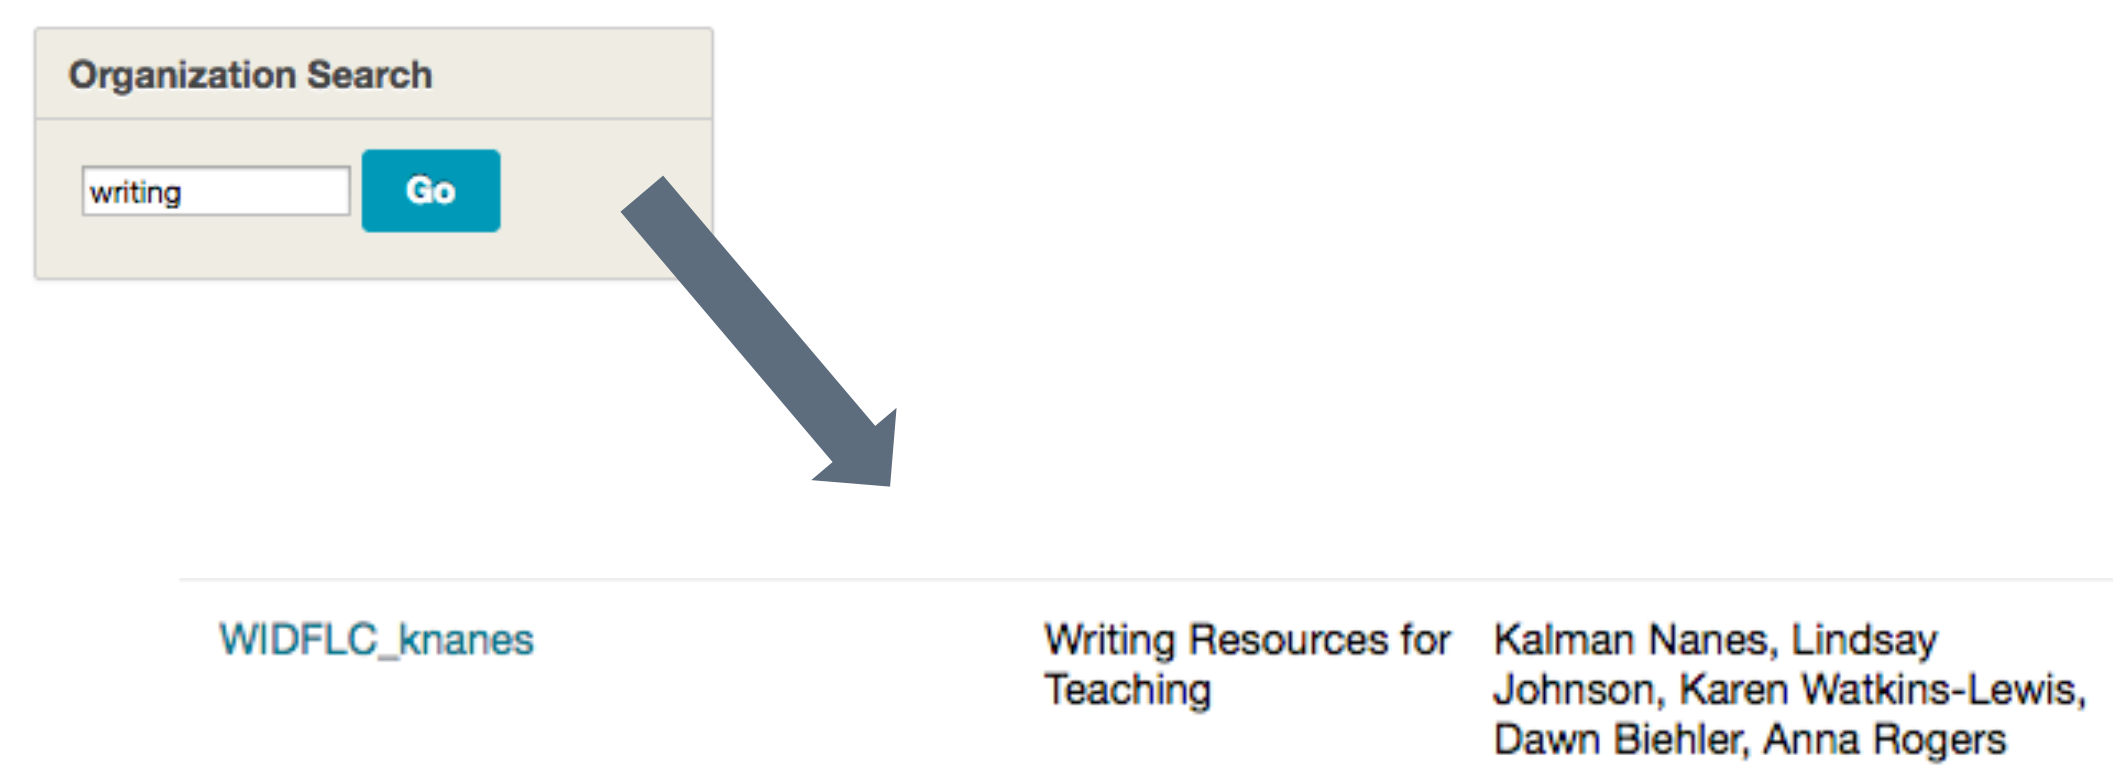 Organization Search
writing
Go
WIDFLC_knanes
Writing Resources for
Teaching
Kalman Nanes, Lindsay
Johnson, Karen Watkins-Lewis,
Dawn Biehler, Anna Rogers